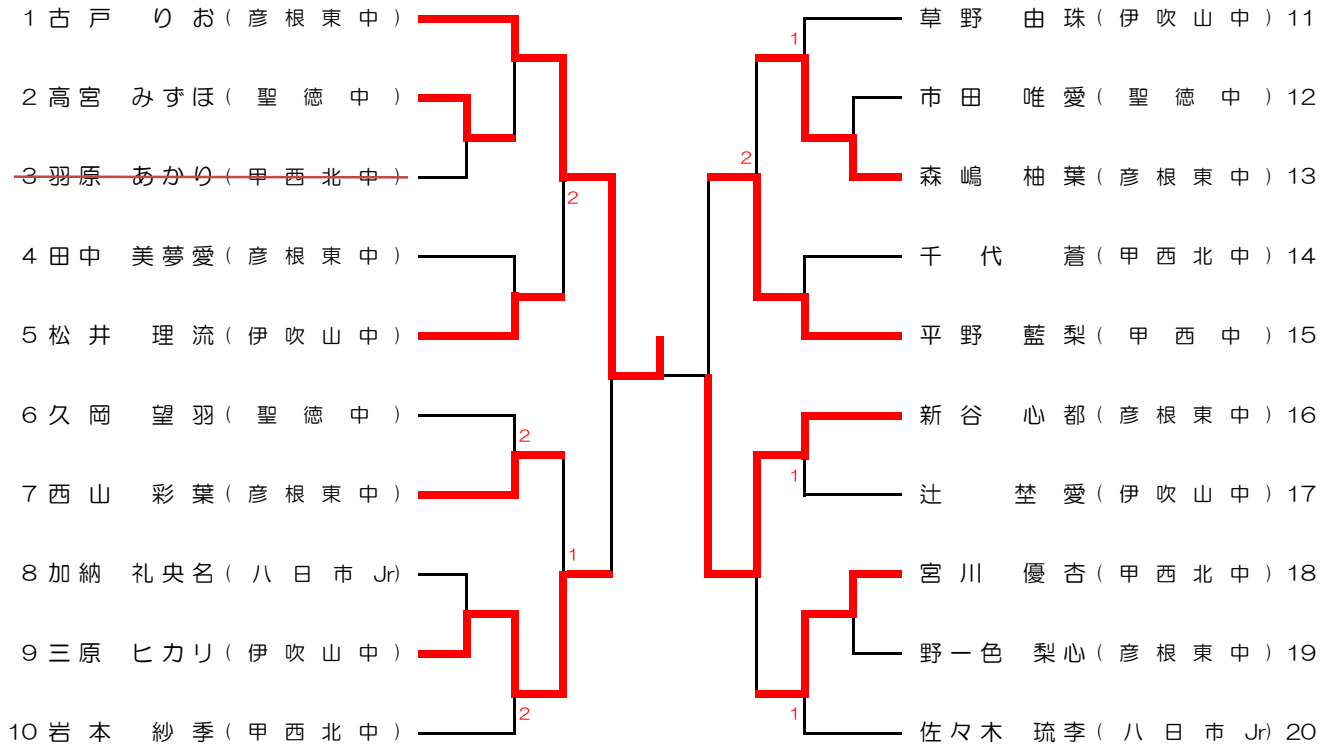 1 古戸 りお ( 彦根東中 )
2 高宮 みずほ ( 聖徳中 )
3 羽原 あかり ( 甲西北中 )
2
4 田中 美夢愛 ( 彦根東中 )
5 松井 理流 ( 伊吹山中 )
6 久岡 望羽 ( 聖徳中 )
2
7 西山 彩葉 ( 彦根東中 )
1
8 加納 礼央名 ( 八日市 Jr)
9 三原 ヒカリ ( 伊吹山中 )
2
10 岩本 紗季 ( 甲西北中 )
草野 由珠 ( 伊吹山中 ) 11
1
市田 唯愛 ( 聖徳中 ) 12
2
森嶋 柚葉 ( 彦根東中 ) 13
千代 蒼 ( 甲西北中 ) 14
平野 藍梨 ( 甲西中 ) 15
新谷 心都 ( 彦根東中 ) 16
1
辻 埜愛 ( 伊吹山中 ) 17
宮川 優杏 ( 甲西北中 ) 18
野一色 梨心 ( 彦根東中 ) 19
1
佐々木 琉李 ( 八日市 Jr) 20